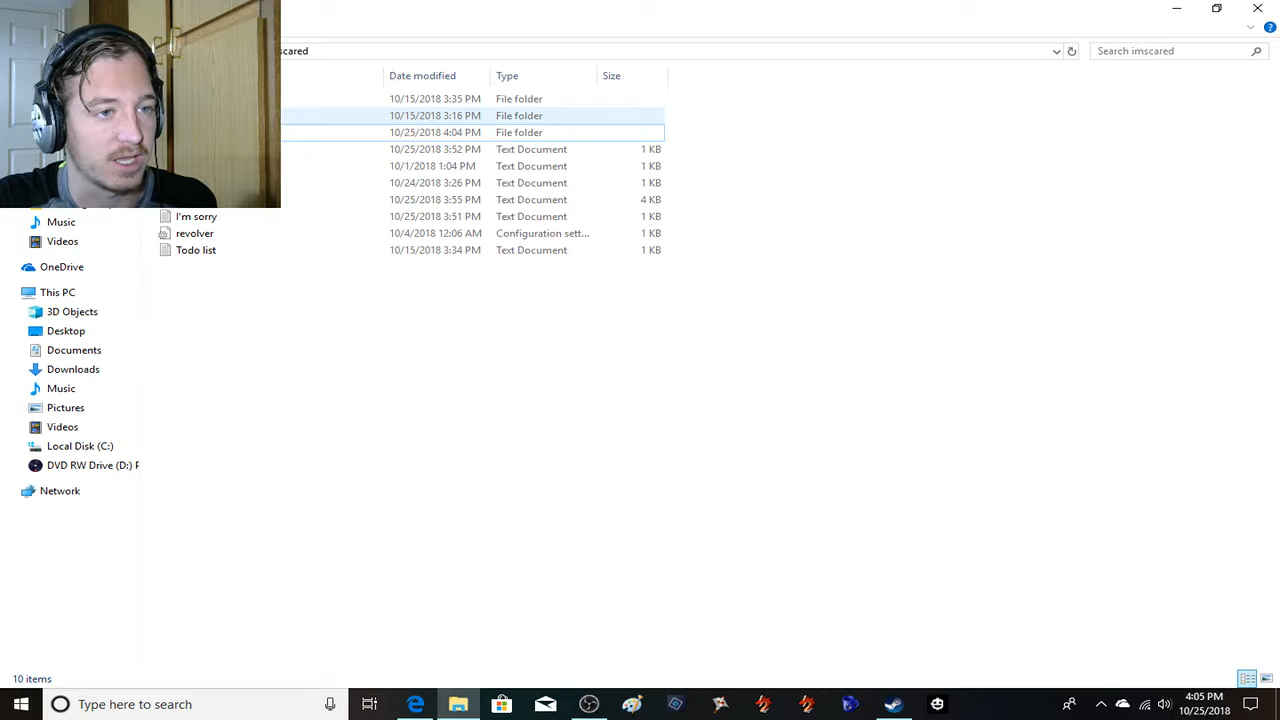 scared
Search imscared
Date modified Type Size
10/15/2018 3:35 PM File folder
10/15/2018 3:16 PM File folder
10/25/2018 4:04 PM File folder
10/25/2018 3:52 PM Text Document 1 KB
10/1/2018 1:04 PM Text Document 1 KB
10/24/2018 3:26 PM Text Document 1 KB
10/25/2018 3:55 PM Text Document 4 KB
I'm sorry 10/25/2018 3:51 PM Text Document 1 KB
revolver 10/4/2018 12:06 AM Configuration sett... 1 KB
Todo list 10/15/2018 3:34 PM Text Document 1 KB
Music
Videos
OneDrive
This PC
3D Objects
Desktop
Documents
Downloads
Music
Pictures
Videos
Local Disk (C:)
DVD RW Drive (D:) P
Network
10 items
Type here to search
4:05 PM
10/25/2018